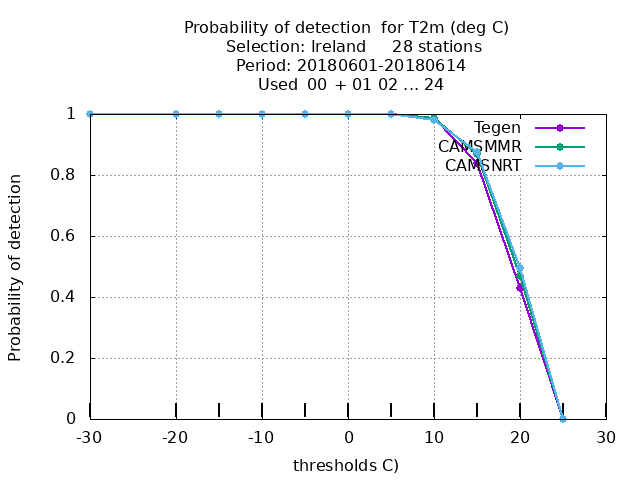 Probability of detection  for T2m (deg C)
Selection: Ireland     28 stations
Period: 20180601-20180614
Used  00 + 01 02 ... 24
Probability of detection
1
0.8
0.6
0.4
0.2
0
Tegen
CAMSMMR
CAMSNRT
-30 -20 -10 0 10 20 30
thresholds C)